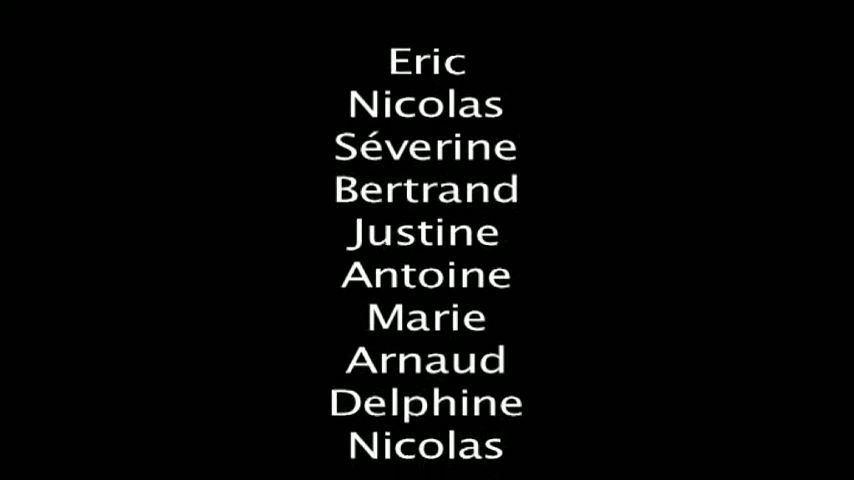 Eric
Nicolas
Séverine
Bertrand
Justine
Antoine
Marie
Arnaud
Delphine
Nicolas